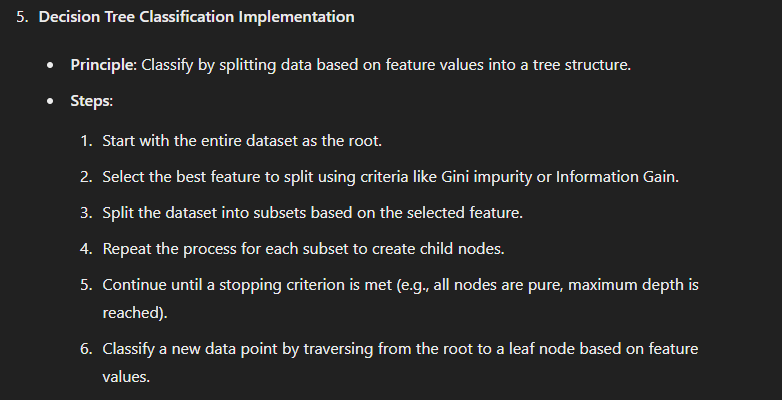 5. Decision Tree Classification Implementation
• Principle: Classify by splitting data based on feature values into a tree structure.
• Steps:
1. Start with the entire dataset as the root.
2. Select the best feature to split using criteria like Gini impurity or Information Gain.
3. Split the dataset into subsets based on the selected feature.
4. Repeat the process for each subset to create child nodes.
5. Continue until a stopping criterion is met (e.g., all nodes are pure, maximum depth is
reached).
6. Classify a new data point by traversing from the root to a leaf node based on feature
values.